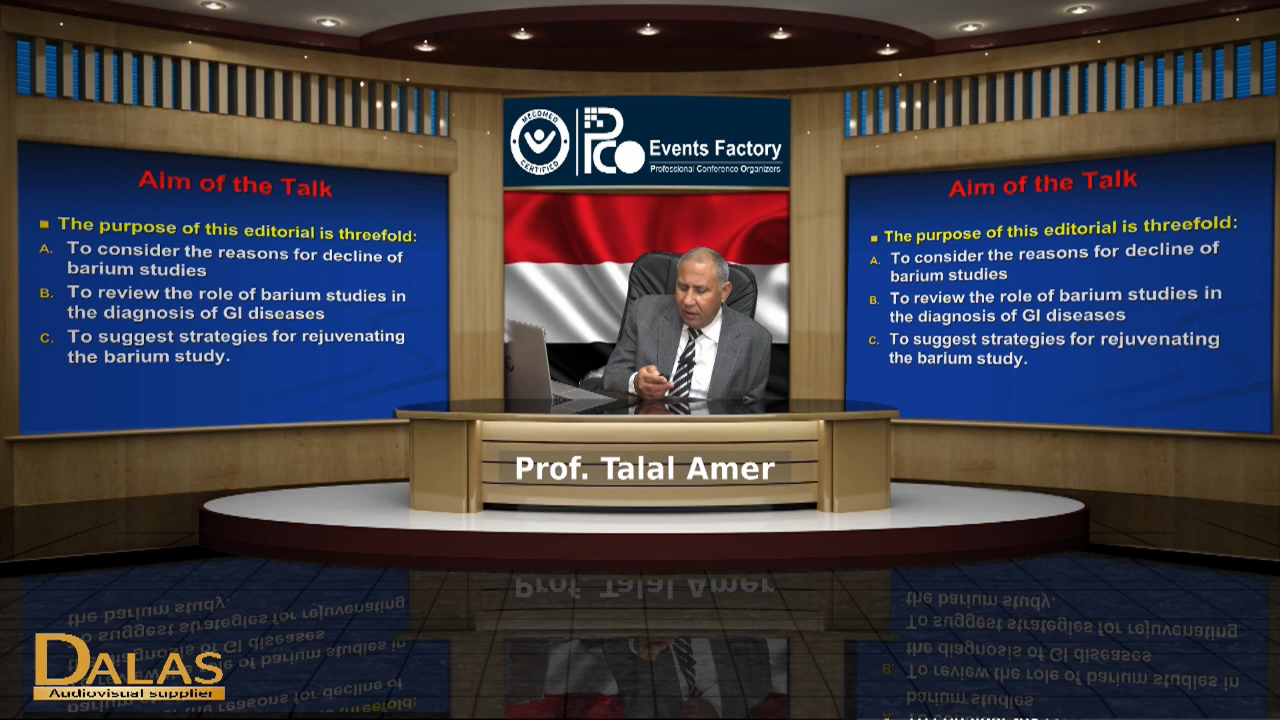 MECOMED
CERTIFIED
PCO
Events Factory
Professional Conference Organizers
Aim of the Talk
The purpose of this editorial is threefold:
A. To consider the reasons for decline of
barium studies
B. To review the role of barium studies in
the diagnosis of GI diseases
C. To suggest strategies for rejuvenating
the barium study.
Aim of the Talk
The purpose of this editorial is threefold:
A. To consider the reasons for decline of
barium studies
B. To review the role of barium studies in
the diagnosis of GI diseases
C. To suggest strategies for rejuvenating
the barium study.
Prof. Talal Amer
DALAS
Audiovisual supplier